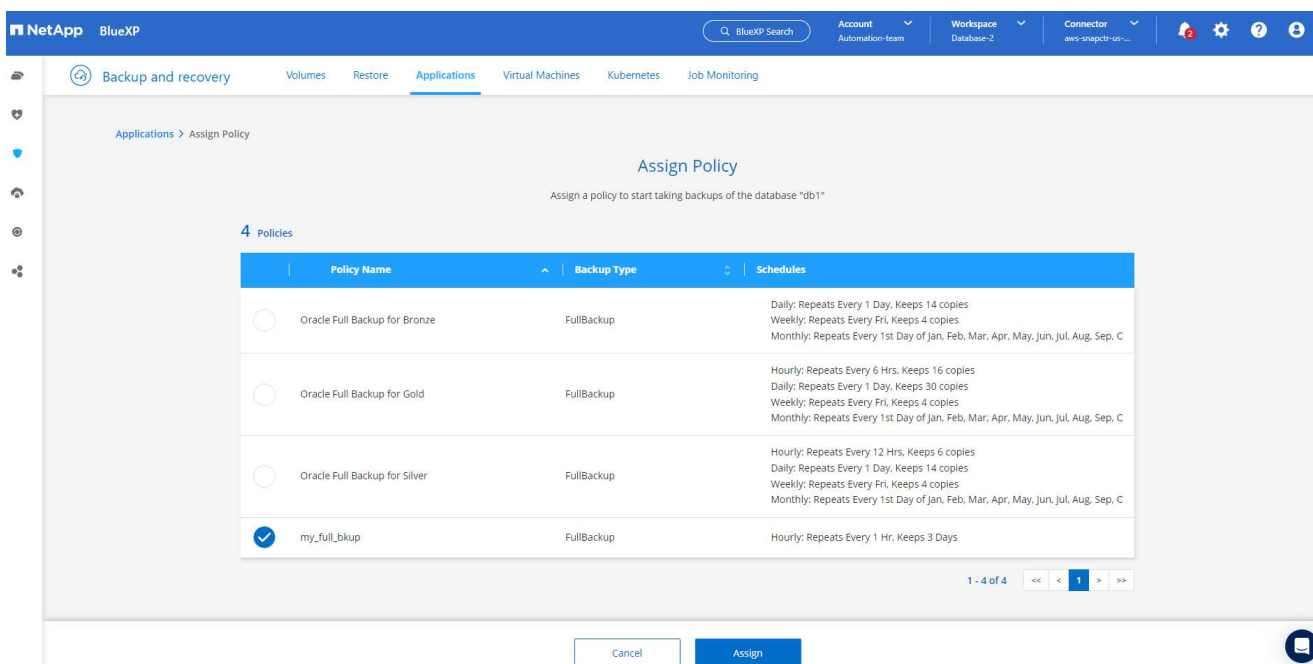 NetApp BlueXP
BlueXP Search
Account
Automation-team
Workspace
Database-2
Connector
aws-snapctr-us-...
2
Backup and recovery
Volumes Restore Applications Virtual Machines Kubernetes Job Monitoring
Applications > Assign Policy
Assign Policy
Assign a policy to start taking backups of the database "db1"
4 Policies
Policy Name Backup Type Schedules
Oracle Full Backup for Bronze FullBackup
Daily: Repeats Every 1 Day, Keeps 14 copies
Weekly: Repeats Every Fri, Keeps 4 copies
Monthly: Repeats Every 1st Day of Jan, Feb, Mar, Apr, May, Jun, Jul, Aug, Sep, C
Oracle Full Backup for Gold FullBackup
Hourly: Repeats Every 6 Hrs, Keeps 16 copies
Daily: Repeats Every 1 Day, Keeps 30 copies
Weekly: Repeats Every Fri, Keeps 4 copies
Monthly: Repeats Every 1st Day of Jan, Feb, Mar, Apr, May, Jun, Jul, Aug, Sep, C
Oracle Full Backup for Silver FullBackup
Hourly: Repeats Every 12 Hrs, Keeps 6 copies
Daily: Repeats Every 1 Day, Keeps 14 copies
Weekly: Repeats Every Fri, Keeps 4 copies
Monthly: Repeats Every 1st Day of Jan, Feb, Mar, Apr, May, Jun, Jul, Aug, Sep, C
my_full_bkup FullBackup Hourly: Repeats Every 1 Hr, Keeps 3 Days
1 - 4 of 4 << < 1 > >>
Cancel Assign